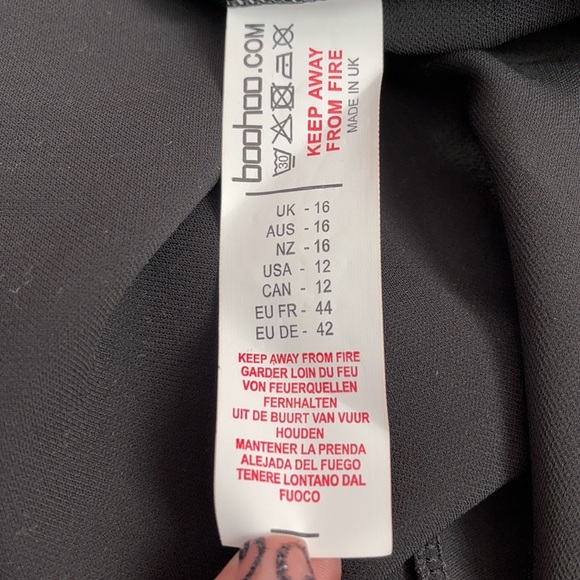 boohoo.COM
30
KEEP AWAY
FROM FIRE
MADE IN UK
UK - 16
AUS - 16
NZ - 16
USA - 12
CAN - 12
EU FR - 44
EU DE - 42
KEEP AWAY FROM FIRE
GARDER LOIN DU FEU
VON FEUERQUELLEN
FERNHALTEN
UIT DE BUURT VAN VUUR
HOUDEN
MANTENER LA PRENDA
ALEJADA DEL FUEGO
TENERE LONTANO DAL
FUOCO